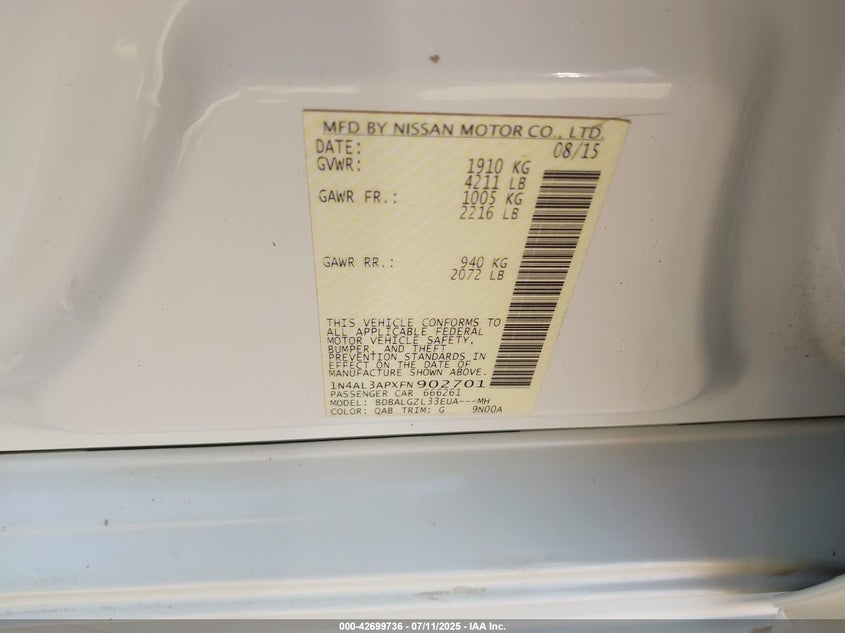 MFD BY NISSAN MOTOR CO., LTD.
DATE: 08/15
GVWR: 1910 KG
4211 LB
GAWR FR.: 1005 KG
2216 LB
GAWR RR.: 940 KG
2072 LB
THIS VEHICLE CONFORMS TO
ALL APPLICABLE FEDERAL
MOTOR VEHICLE SAFETY,
BUMPER, AND THEFT
PREVENTION STANDARDS IN
EFFECT ON THE DATE OF
MANUFACTURE SHOWN ABOVE.
1N4AL3APXFN902701
PASSENGER CAR 666261
MODEL: BDBALGZL33EUA---MH
COLOR: QAB TRIM: G 9N00A
000-42699736 - 07/11/2025 - IAA Inc.